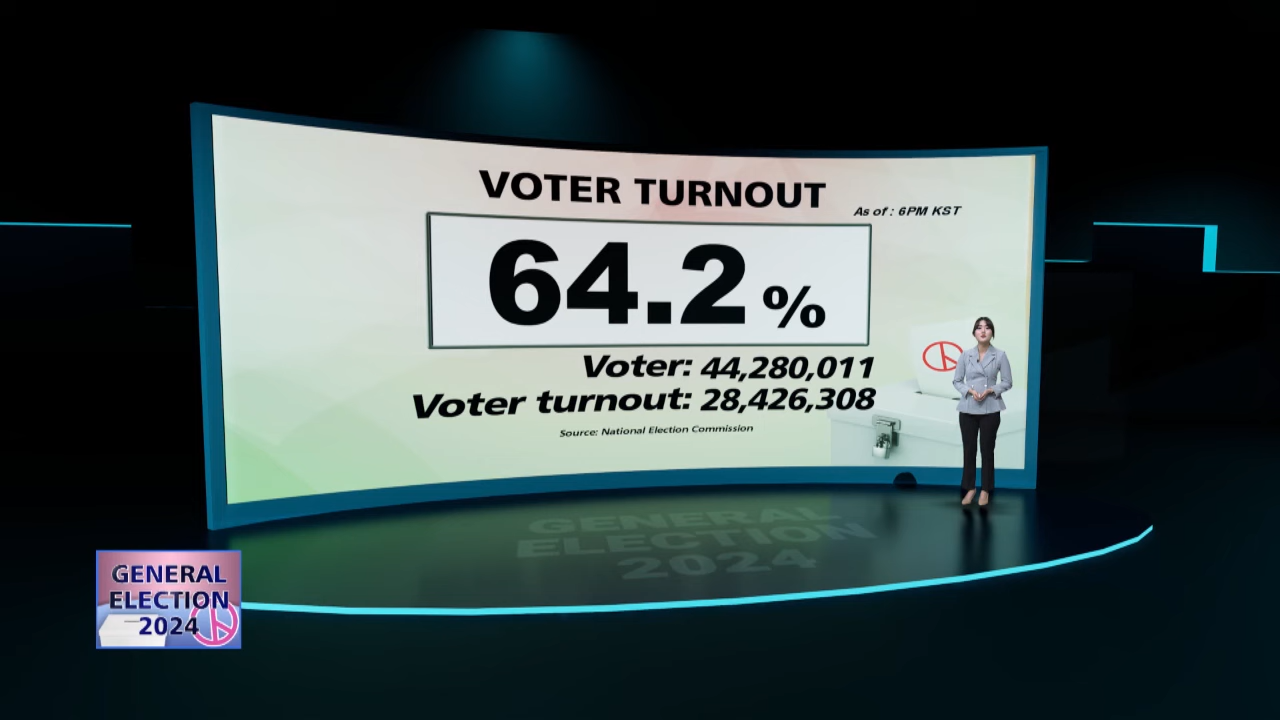 VOTER TURNOUT
As of : 6PM KST
64.2 %
Voter: 44,280,011
Voter turnout: 28,426,308
Source: National Election Commission
GENERAL
ELECTION
2024
GENERAL
ELECTION
2024